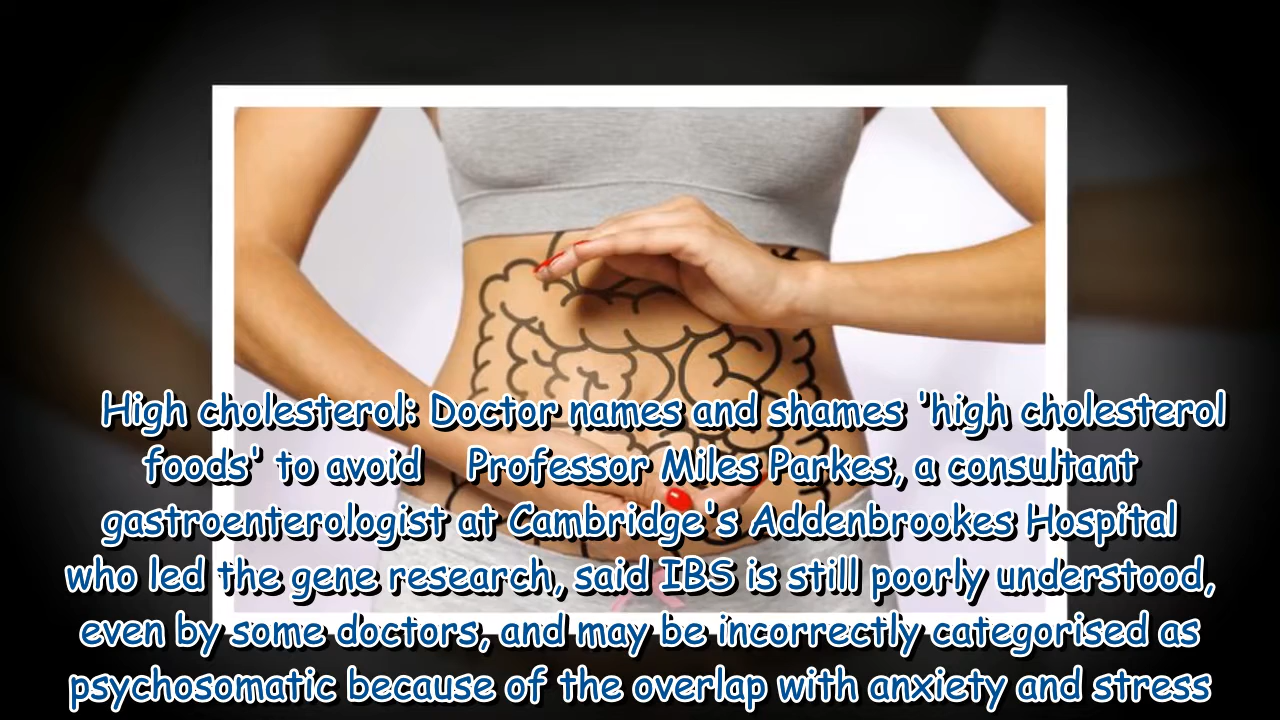 High cholesterol: Doctor names and shames 'high cholesterol
foods' to avoid    Professor Miles Parkes, a consultant
gastroenterologist at Cambridge's Addenbrookes Hospital
who led the gene research, said IBS is still poorly understood,
even by some doctors, and may be incorrectly categorised as
psychosomatic because of the overlap with anxiety and stress